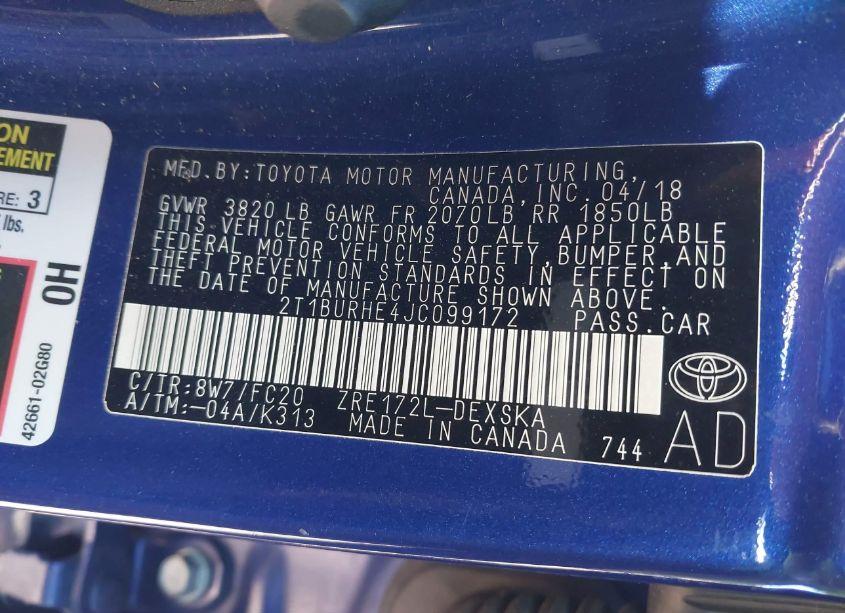 ON
EMENT
RE: 3
lbs.
OH
42661-02G80
MFD.BY:TOYOTA MOTOR MANUFACTURING,
CANADA,INC. 04/18
GVWR 3820 LB GAWR FR 2070LB RR 1850LB
THIS VEHICLE CONFORMS TO ALL APPLICABLE
FEDERAL MOTOR VEHICLE SAFETY,BUMPER,AND
THEFT PREVENTION STANDARDS IN EFFECT ON
THE DATE OF MANUFACTURE SHOWN ABOVE.
2T1BURHE4JC099172 PASS.CAR
C/TR:8W7/FC20 ZRE172L-DEXSKA
A/TM:-04A/K313 MADE IN CANADA 744
AD